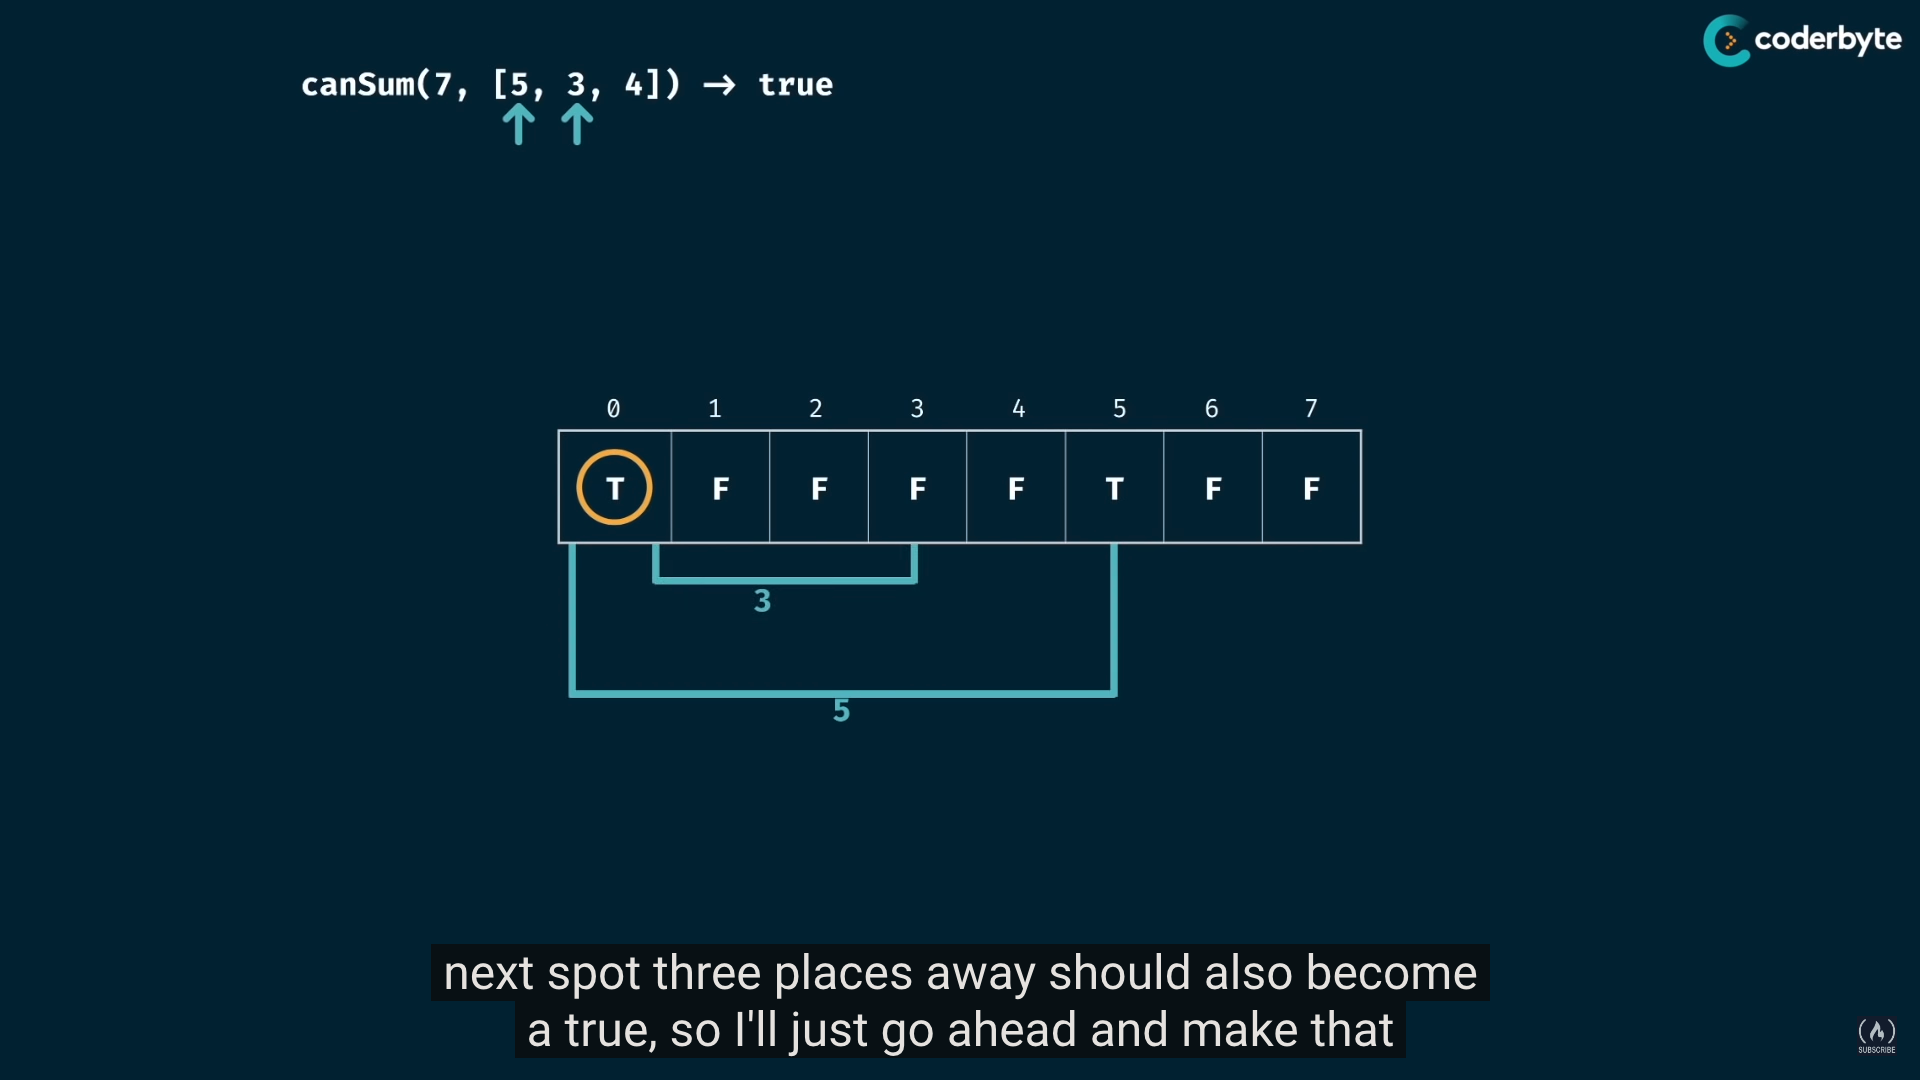 coderbyte
canSum(7, [5, 3, 4]) → true
0 1 2 3 4 5 6 7
T F F F F T F F
3
5
next spot three places away should also become
a true, so I'll just go ahead and make that
SUBSCRIBE